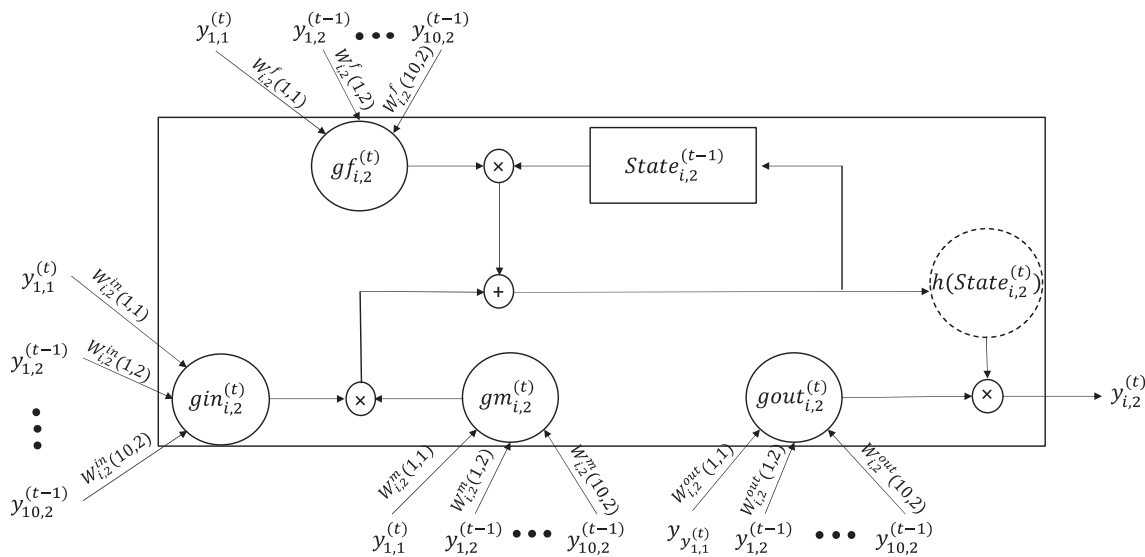 y_{1,1}^{(t)} y_{1,2}^{(t−1)} ••• y_{10,2}^{(t−1)}
W_{i,2}^{f}(1,1) W_{i,2}^{f}(1,2) W_{i,2}^{f}(10,2)
gf_{i,2}^{(t)} × State_{i,2}^{(t−1)}
y_{1,1}^{(t)} W_{i,2}^{in}(1,1) + h(State_{i,2}^{(t)})
y_{1,2}^{(t−1)} W_{i,2}^{in}(1,2)
gin_{i,2}^{(t)} × gm_{i,2}^{(t)} gout_{i,2}^{(t)} × y_{i,2}^{(t)}
•••
y_{10,2}^{(t−1)} W_{i,2}^{in}(10,2)
W_{i,2}^{m}(1,1) W_{i,2}^{m}(1,2) W_{i,2}^{m}(10,2) W_{i,2}^{out}(1,1) W_{i,2}^{out}(1,2) W_{i,2}^{out}(10,2)
y_{1,1}^{(t)} y_{1,2}^{(t−1)} ••• y_{10,2}^{(t−1)} y_{y_{1,1}^{(t)}} y_{1,2}^{(t−1)} ••• y_{10,2}^{(t−1)}